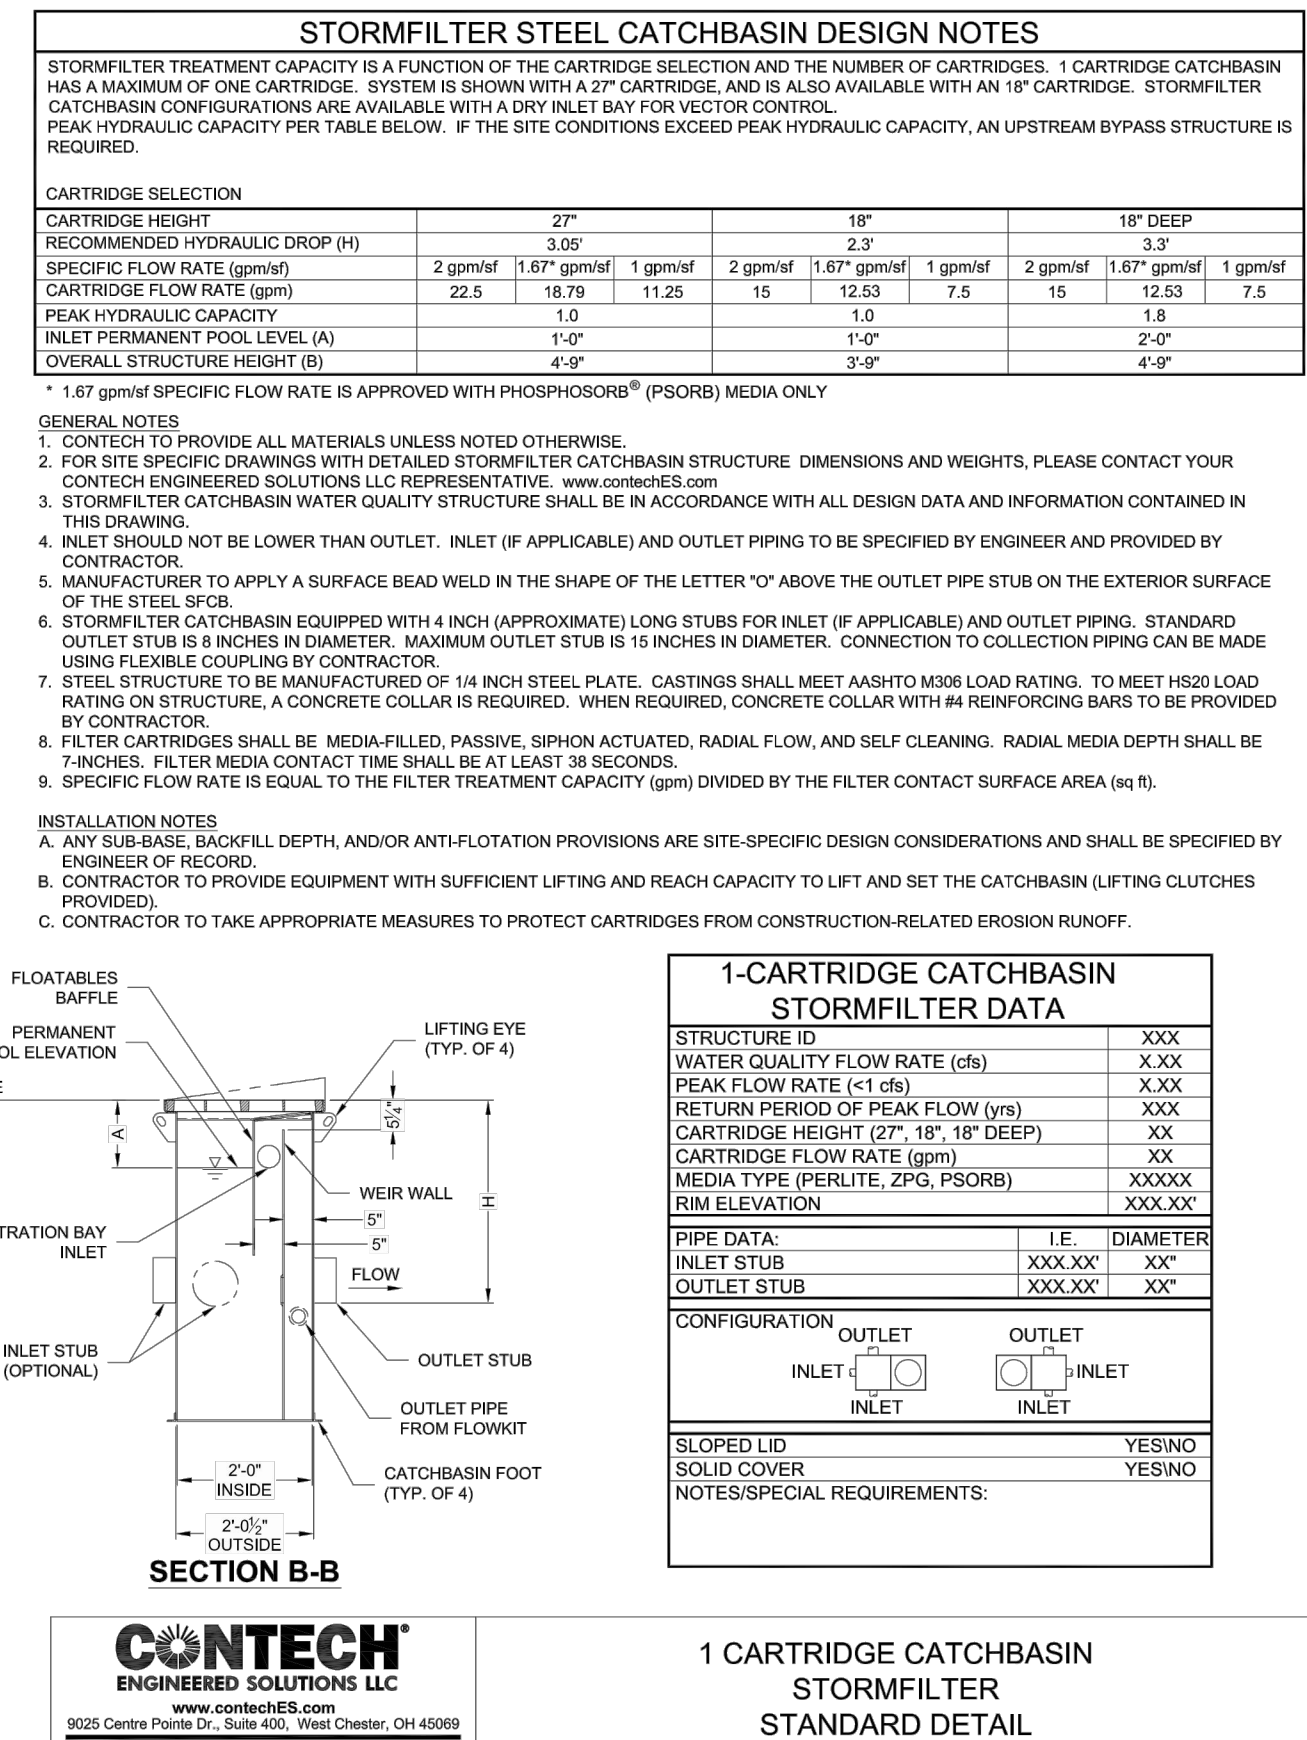 STORMFILTER STEEL CATCHBASIN DESIGN NOTES
STORMFILTER TREATMENT CAPACITY IS A FUNCTION OF THE CARTRIDGE SELECTION AND THE NUMBER OF CARTRIDGES. 1 CARTRIDGE CATCHBASIN
HAS A MAXIMUM OF ONE CARTRIDGE. SYSTEM IS SHOWN WITH A 27" CARTRIDGE, AND IS ALSO AVAILABLE WITH AN 18" CARTRIDGE. STORMFILTER
CATCHBASIN CONFIGURATIONS ARE AVAILABLE WITH A DRY INLET BAY FOR VECTOR CONTROL.
PEAK HYDRAULIC CAPACITY PER TABLE BELOW. IF THE SITE CONDITIONS EXCEED PEAK HYDRAULIC CAPACITY, AN UPSTREAM BYPASS STRUCTURE IS
REQUIRED.
CARTRIDGE SELECTION
CARTRIDGE HEIGHT 27" 18" 18" DEEP
RECOMMENDED HYDRAULIC DROP (H) 3.05' 2.3' 3.3'
SPECIFIC FLOW RATE (gpm/sf) 2 gpm/sf 1.67* gpm/sf 1 gpm/sf 2 gpm/sf 1.67* gpm/sf 1 gpm/sf 2 gpm/sf 1.67* gpm/sf 1 gpm/sf
CARTRIDGE FLOW RATE (gpm) 22.5 18.79 11.25 15 12.53 7.5 15 12.53 7.5
PEAK HYDRAULIC CAPACITY 1.0 1.0 1.8
INLET PERMANENT POOL LEVEL (A) 1'-0" 1'-0" 2'-0"
OVERALL STRUCTURE HEIGHT (B) 4'-9" 3'-9" 4'-9"
* 1.67 gpm/sf SPECIFIC FLOW RATE IS APPROVED WITH PHOSPHOSORB® (PSORB) MEDIA ONLY
GENERAL NOTES
1. CONTECH TO PROVIDE ALL MATERIALS UNLESS NOTED OTHERWISE.
2. FOR SITE SPECIFIC DRAWINGS WITH DETAILED STORMFILTER CATCHBASIN STRUCTURE DIMENSIONS AND WEIGHTS, PLEASE CONTACT YOUR
CONTECH ENGINEERED SOLUTIONS LLC REPRESENTATIVE. www.contechES.com
3. STORMFILTER CATCHBASIN WATER QUALITY STRUCTURE SHALL BE IN ACCORDANCE WITH ALL DESIGN DATA AND INFORMATION CONTAINED IN
THIS DRAWING.
4. INLET SHOULD NOT BE LOWER THAN OUTLET. INLET (IF APPLICABLE) AND OUTLET PIPING TO BE SPECIFIED BY ENGINEER AND PROVIDED BY
CONTRACTOR.
5. MANUFACTURER TO APPLY A SURFACE BEAD WELD IN THE SHAPE OF THE LETTER "O" ABOVE THE OUTLET PIPE STUB ON THE EXTERIOR SURFACE
OF THE STEEL SFCB.
6. STORMFILTER CATCHBASIN EQUIPPED WITH 4 INCH (APPROXIMATE) LONG STUBS FOR INLET (IF APPLICABLE) AND OUTLET PIPING. STANDARD
OUTLET STUB IS 8 INCHES IN DIAMETER. MAXIMUM OUTLET STUB IS 15 INCHES IN DIAMETER. CONNECTION TO COLLECTION PIPING CAN BE MADE
USING FLEXIBLE COUPLING BY CONTRACTOR.
7. STEEL STRUCTURE TO BE MANUFACTURED OF 1/4 INCH STEEL PLATE. CASTINGS SHALL MEET AASHTO M306 LOAD RATING. TO MEET HS20 LOAD
RATING ON STRUCTURE, A CONCRETE COLLAR IS REQUIRED. WHEN REQUIRED, CONCRETE COLLAR WITH #4 REINFORCING BARS TO BE PROVIDED
BY CONTRACTOR.
8. FILTER CARTRIDGES SHALL BE MEDIA-FILLED, PASSIVE, SIPHON ACTUATED, RADIAL FLOW, AND SELF CLEANING. RADIAL MEDIA DEPTH SHALL BE
7-INCHES. FILTER MEDIA CONTACT TIME SHALL BE AT LEAST 38 SECONDS.
9. SPECIFIC FLOW RATE IS EQUAL TO THE FILTER TREATMENT CAPACITY (gpm) DIVIDED BY THE FILTER CONTACT SURFACE AREA (sq ft).
INSTALLATION NOTES
A. ANY SUB-BASE, BACKFILL DEPTH, AND/OR ANTI-FLOTATION PROVISIONS ARE SITE-SPECIFIC DESIGN CONSIDERATIONS AND SHALL BE SPECIFIED BY
ENGINEER OF RECORD.
B. CONTRACTOR TO PROVIDE EQUIPMENT WITH SUFFICIENT LIFTING AND REACH CAPACITY TO LIFT AND SET THE CATCHBASIN (LIFTING CLUTCHES
PROVIDED).
C. CONTRACTOR TO TAKE APPROPRIATE MEASURES TO PROTECT CARTRIDGES FROM CONSTRUCTION-RELATED EROSION RUNOFF.
FLOATABLES
BAFFLE
PERMANENT
OL ELEVATION
E
LIFTING EYE
(TYP. OF 4)
A
5¼"
H
WEIR WALL
5"
5"
TRATION BAY
INLET
FLOW
INLET STUB
(OPTIONAL)
OUTLET STUB
OUTLET PIPE
FROM FLOWKIT
CATCHBASIN FOOT
(TYP. OF 4)
2'-0"
INSIDE
2'-0½"
OUTSIDE
SECTION B-B
1-CARTRIDGE CATCHBASIN
STORMFILTER DATA
STRUCTURE ID XXX
WATER QUALITY FLOW RATE (cfs) X.XX
PEAK FLOW RATE (<1 cfs) X.XX
RETURN PERIOD OF PEAK FLOW (yrs) XXX
CARTRIDGE HEIGHT (27", 18", 18" DEEP) XX
CARTRIDGE FLOW RATE (gpm) XX
MEDIA TYPE (PERLITE, ZPG, PSORB) XXXXX
RIM ELEVATION XXX.XX'
PIPE DATA: I.E. DIAMETER
INLET STUB XXX.XX' XX"
OUTLET STUB XXX.XX' XX"
CONFIGURATION
OUTLET OUTLET
INLET INLET
INLET INLET
SLOPED LID YES\NO
SOLID COVER YES\NO
NOTES/SPECIAL REQUIREMENTS:
CONTECH®
ENGINEERED SOLUTIONS LLC
www.contechES.com
9025 Centre Pointe Dr., Suite 400, West Chester, OH 45069
1 CARTRIDGE CATCHBASIN
STORMFILTER
STANDARD DETAIL